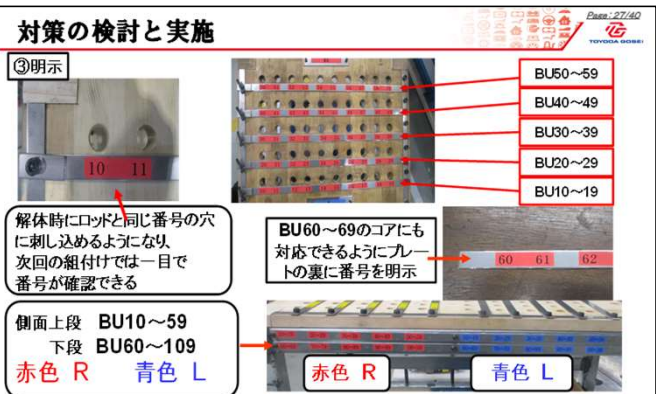 対策の検討と実施
Page:27/40
TG
TOYODA GOSEI
③明示
10 11
解体時にロッドと同じ番号の穴
に刺し込めるようになり、
次回の組付けでは一目で
番号が確認できる
BU50～59
BU40～49
BU30～39
BU20～29
BU10～19
BU60～69のコアにも
対応できるようにプレー
トの裏に番号を明示
60 61 62
側面上段 BU10～59
下段 BU60～109
赤色 R 青色 L
赤色 R
青色 L